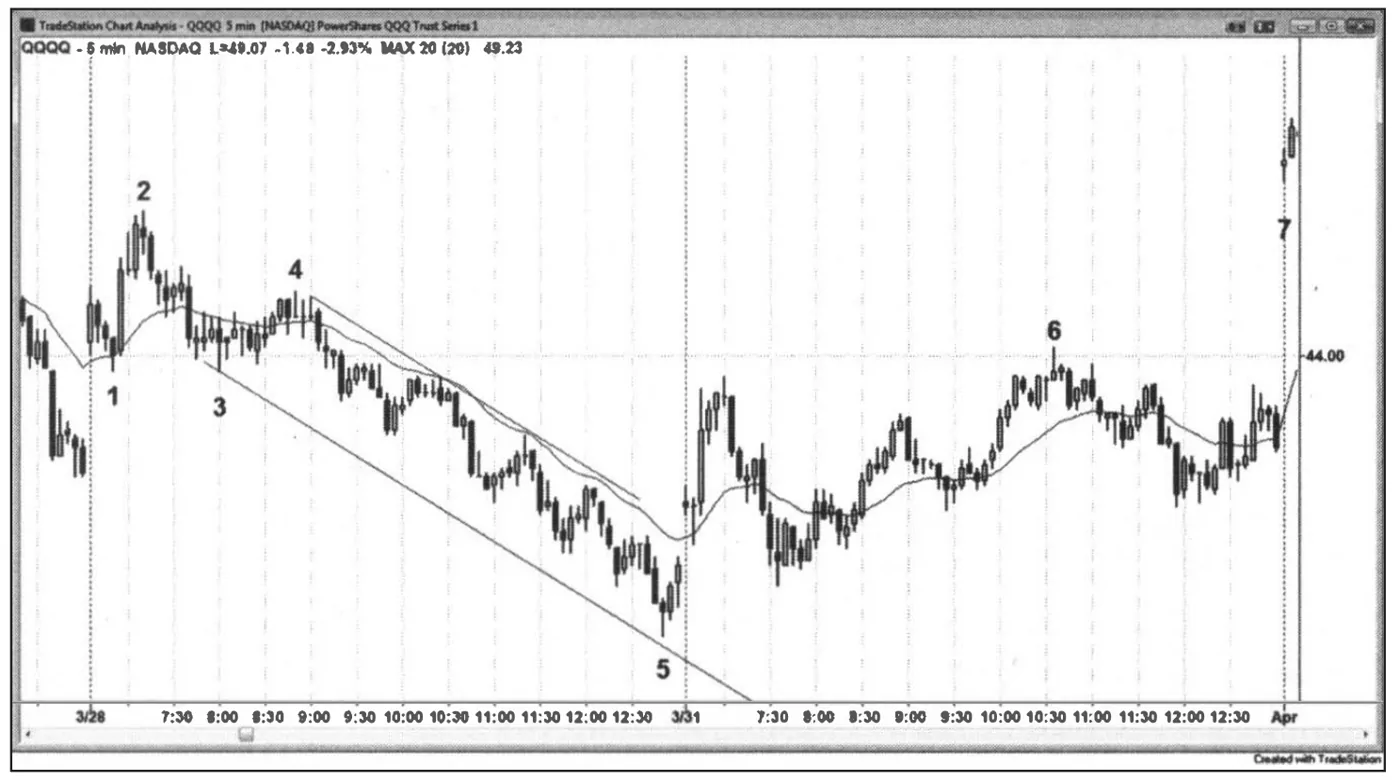 TradeStation Chart Analysis - QQQQ 5 min [NASDAQ] PowerShares QQQ Trust Series 1
QQQQ - 5 min NASDAQ L=49.07 -1.48 -2.93% MAX 20 (20) 49.23
2
4
1
3
5
6
7
44.00
3/28 7:30 8:00 8:30 9:00 9:30 10:00 10:30 11:00 11:30 12:00 12:30 3/31 7:30 8:00 8:30 9:00 9:30 10:00 10:30 11:00 11:30 12:00 12:30 Apr
Created with TradeStation